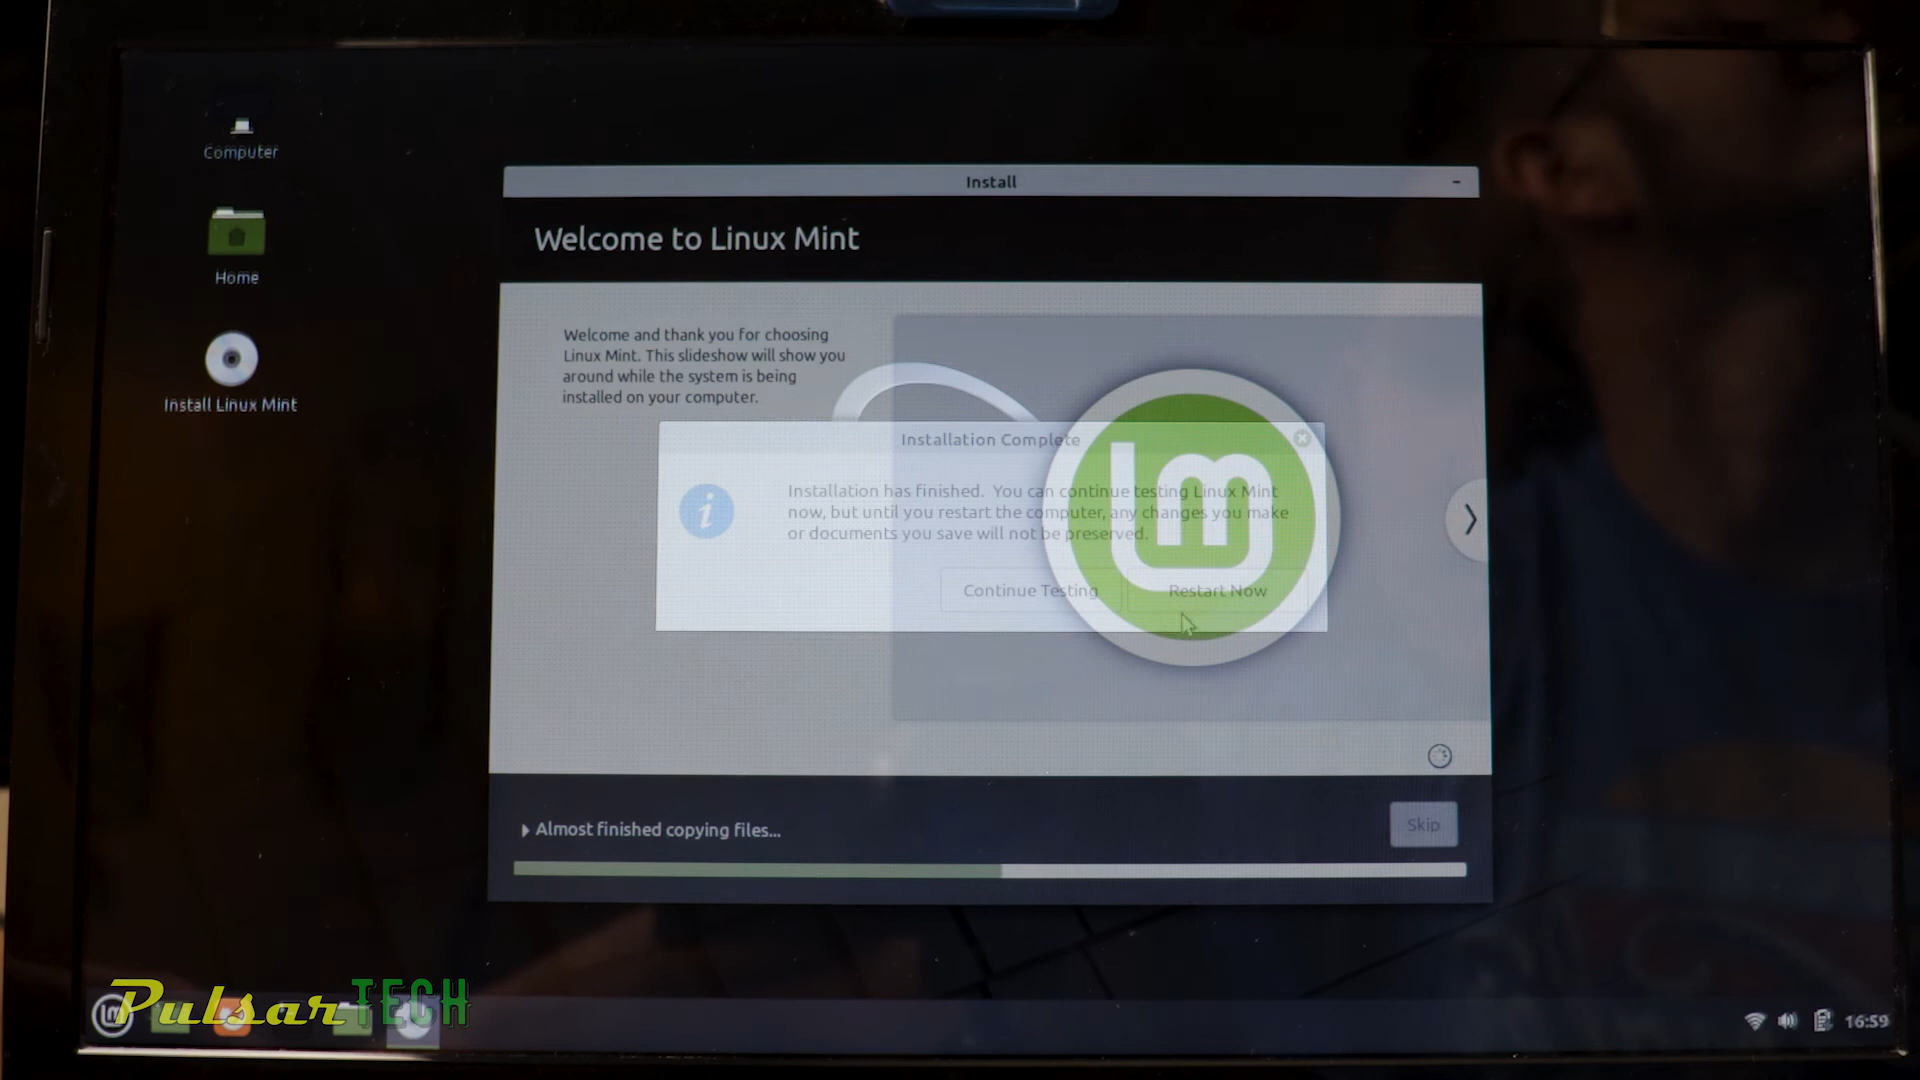 Computer
Home
Install Linux Mint
Install
Welcome to Linux Mint
Welcome and thank you for choosing
Linux Mint. This slideshow will show you
around while the system is being
installed on your computer.
Installation Complete
Installation has finished. You can continue testing Linux Mint
now, but until you restart the computer, any changes you make
or documents you save will not be preserved.
Continue Testing
Restart Now
Almost finished copying files...
Skip
Pulsar TECH
16:59